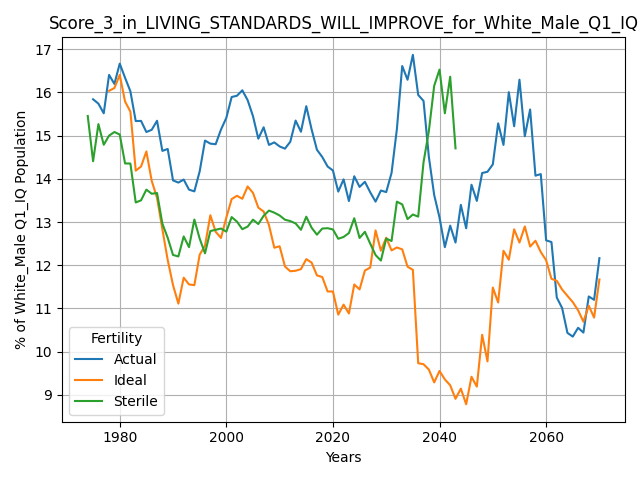 Score_3_in_LIVING_STANDARDS_WILL_IMPROVE_for_White_Male_Q1_IQ
% of White_Male Q1_IQ Population
17
16
15
14
13
12
11
10
9
Fertility
Actual
Ideal
Sterile
1980 2000 2020 2040 2060
Years